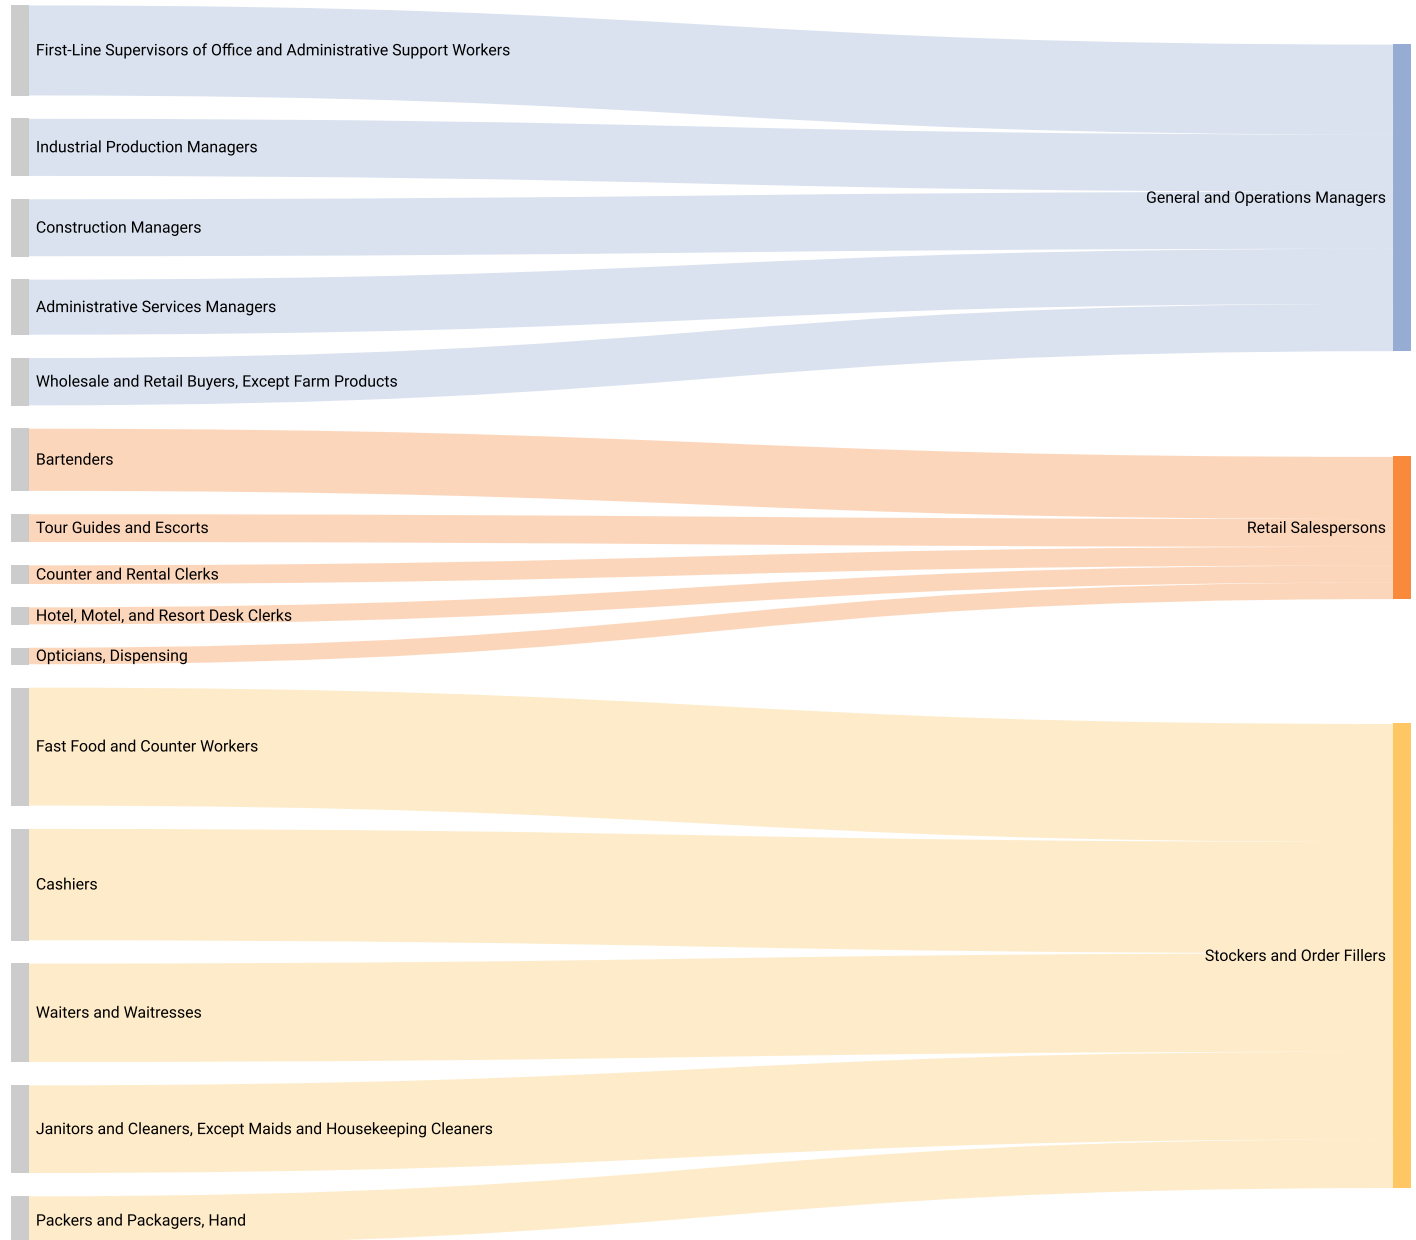 First-Line Supervisors of Office and Administrative Support Workers
Industrial Production Managers
General and Operations Managers
Construction Managers
Administrative Services Managers
Wholesale and Retail Buyers, Except Farm Products
Bartenders
Tour Guides and Escorts
Retail Salespersons
Counter and Rental Clerks
Hotel, Motel, and Resort Desk Clerks
Opticians, Dispensing
Fast Food and Counter Workers
Cashiers
Stockers and Order Fillers
Waiters and Waitresses
Janitors and Cleaners, Except Maids and Housekeeping Cleaners
Packers and Packagers, Hand